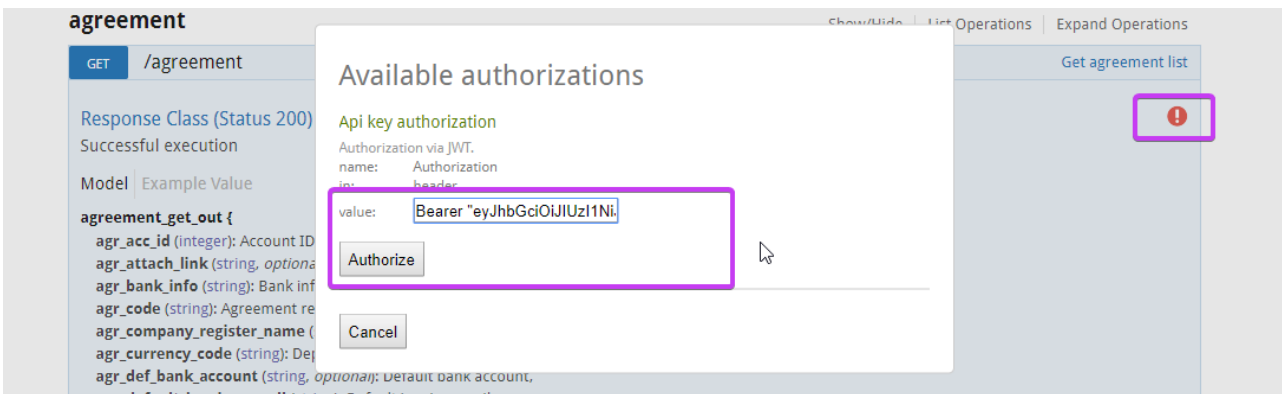 agreement
Show/Hide List Operations Expand Operations
GET /agreement
Get agreement list
Available authorizations
Response Class (Status 200)
Successful execution
Model Example Value
agreement_get_out {
agr_acc_id (integer): Account ID
agr_attach_link (string, optiona
agr_bank_info (string): Bank inf
agr_code (string): Agreement re
agr_company_register_name (
agr_currency_code (string): Dep
agr_def_bank_account (string, optional): Default bank account,
Api key authorization
Authorization via JWT.
name: Authorization
in: header
value: Bearer "eyJhbGciOiJIUzI1Ni
Authorize
Cancel